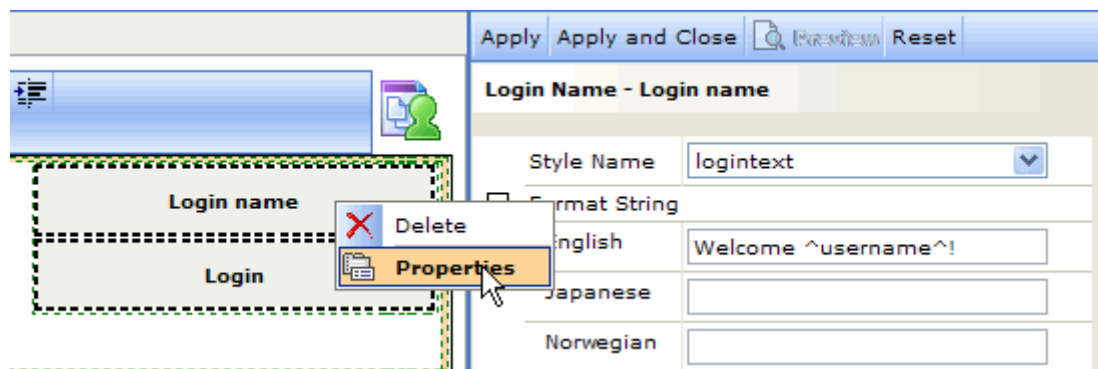 Apply Apply and Close Preview Reset
Login Name - Login name
Style Name logintext
Login name
Format String
Delete
English Welcome ^username^!
Login
Properties
Japanese
Norwegian